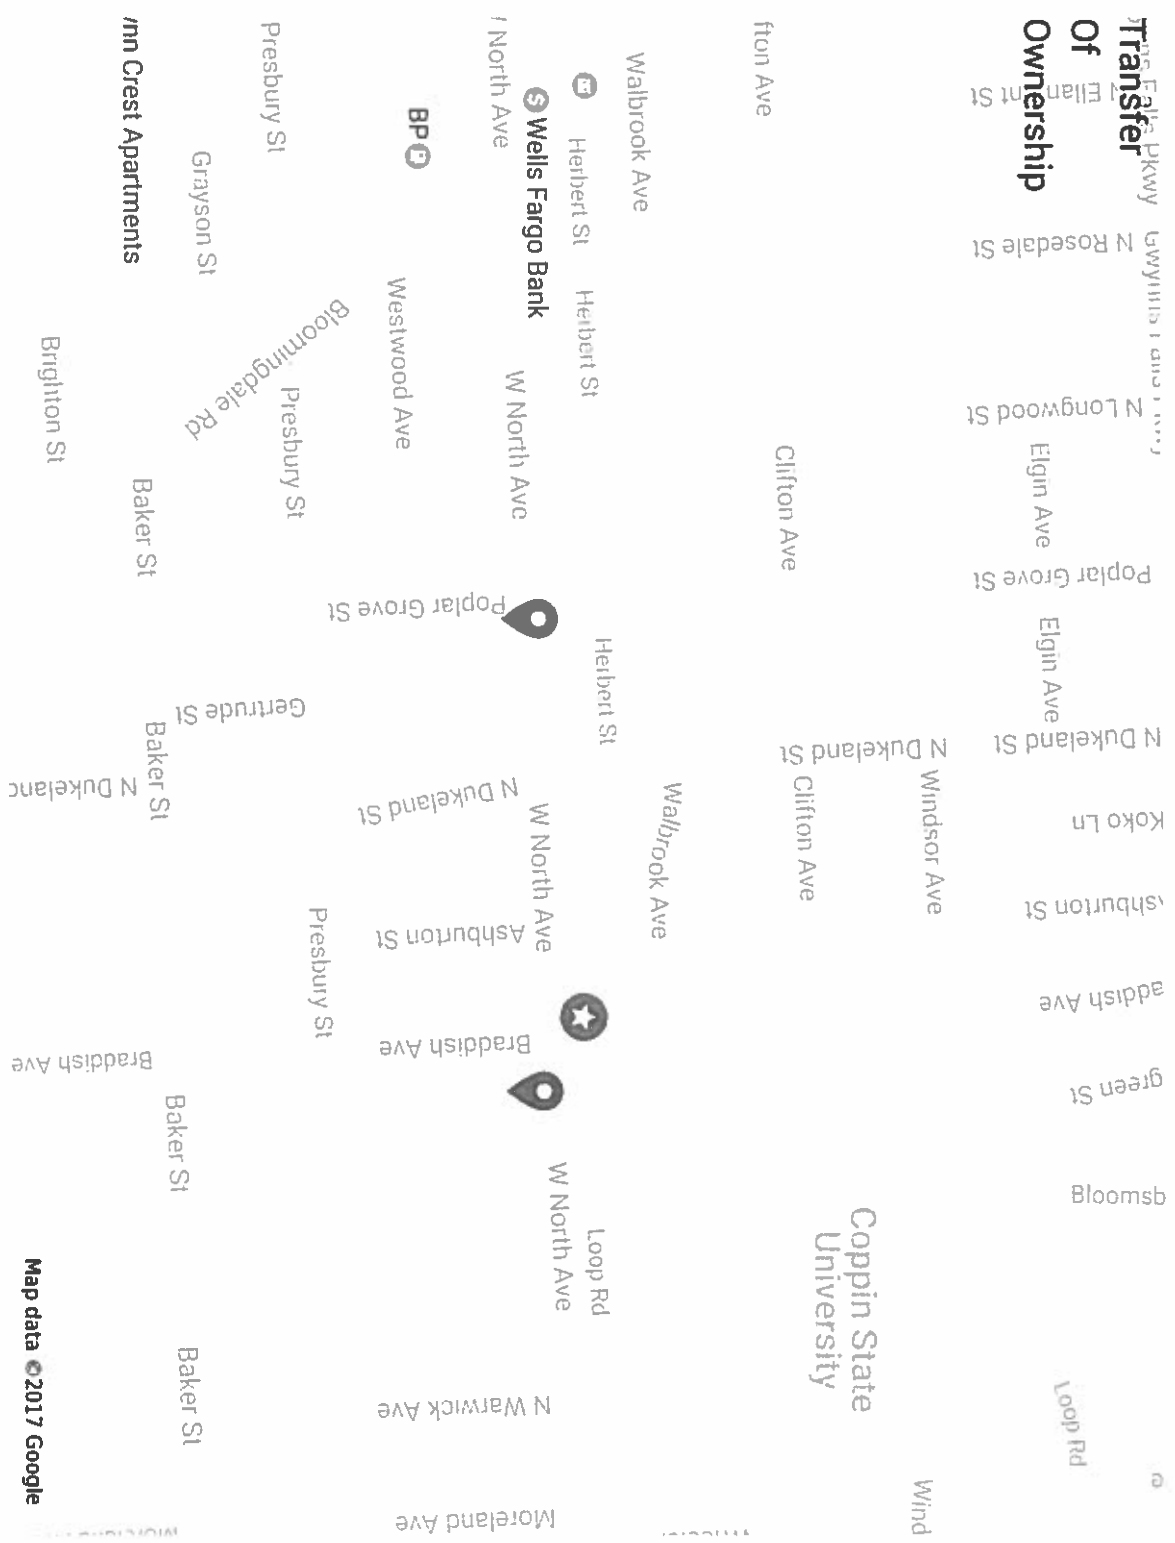 Transfer
Of
Ownership
N Ellamont St
N Rosedale St
N Longwood St
Elgin Ave
Poplar Grove St
Elgin Ave
N Dukeland St
N Dukeland St
Koko Ln
Windsor Ave
Clifton Ave
Clifton Ave
Walbrook Ave
Walbrook Ave
Herbert St
Herbert St
Herbert St
Wells Fargo Bank
North Ave
W North Ave
W North Ave
W North Ave
BP
Westwood Ave
Poplar Grove St
N Dukeland St
Ashburton St
Braddish Ave
Loop Rd
Coppin State
University
Loop Rd
N Warwick Ave
Moreland Ave
Presbury St
Presbury St
Presbury St
Bloomingdale Rd
Grayson St
Gertrude St
Crest Apartments
Baker St
Baker St
Baker St
Baker St
Brighton St
Braddish Ave
Map data ©2017 Google